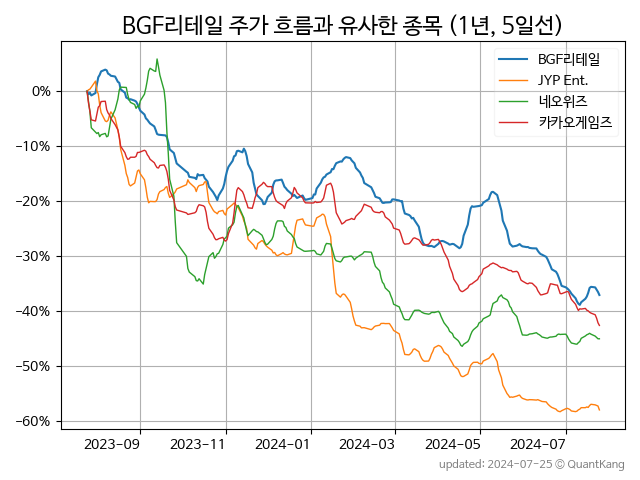 BGF리테일 주가 흐름과 유사한 종목 (1년, 5일선)
BGF리테일
JYP Ent.
네오위즈
카카오게임즈
0%
−10%
−20%
−30%
−40%
−50%
−60%
2023-09
2023-11
2024-01
2024-03
2024-05
2024-07
updated: 2024-07-25 © QuantKang